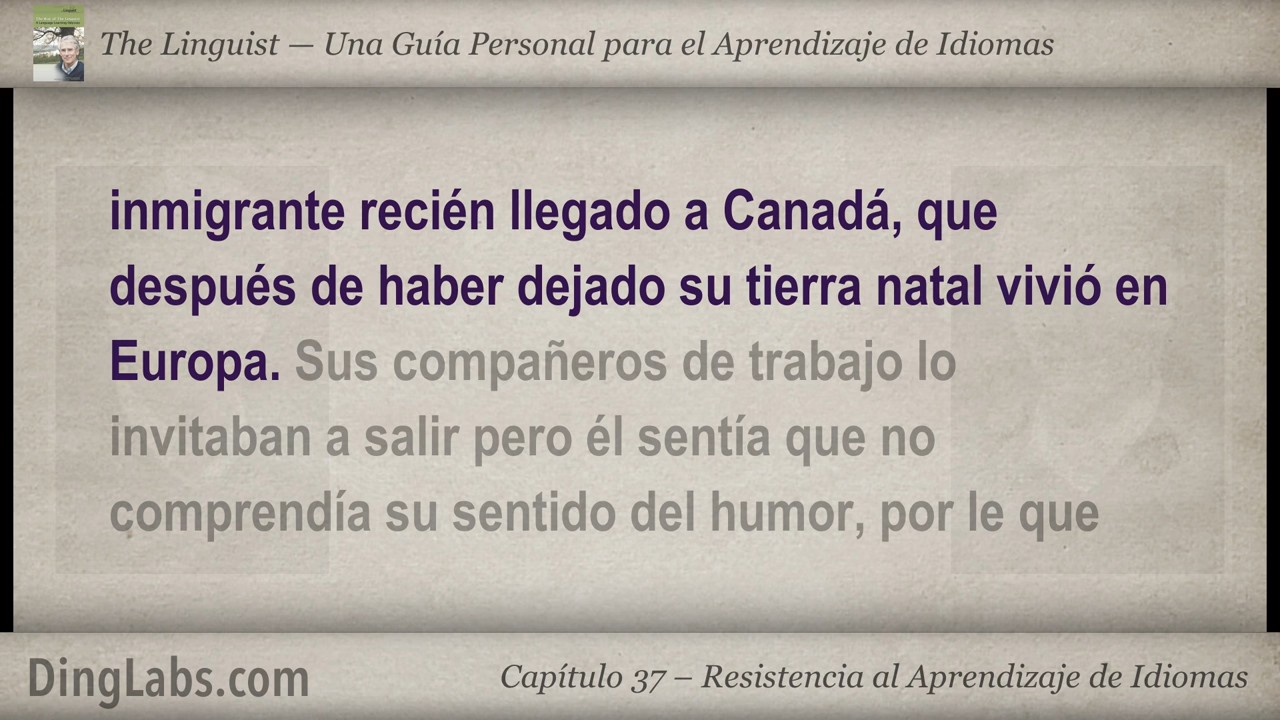 The Linguist — Una Guía Personal para el Aprendizaje de Idiomas
inmigrante recién llegado a Canadá, que
después de haber dejado su tierra natal vivió en
Europa. Sus compañeros de trabajo lo
invitaban a salir pero él sentía que no
comprendía su sentido del humor, por le que
DingLabs.com
Capítulo 37 – Resistencia al Aprendizaje de Idiomas